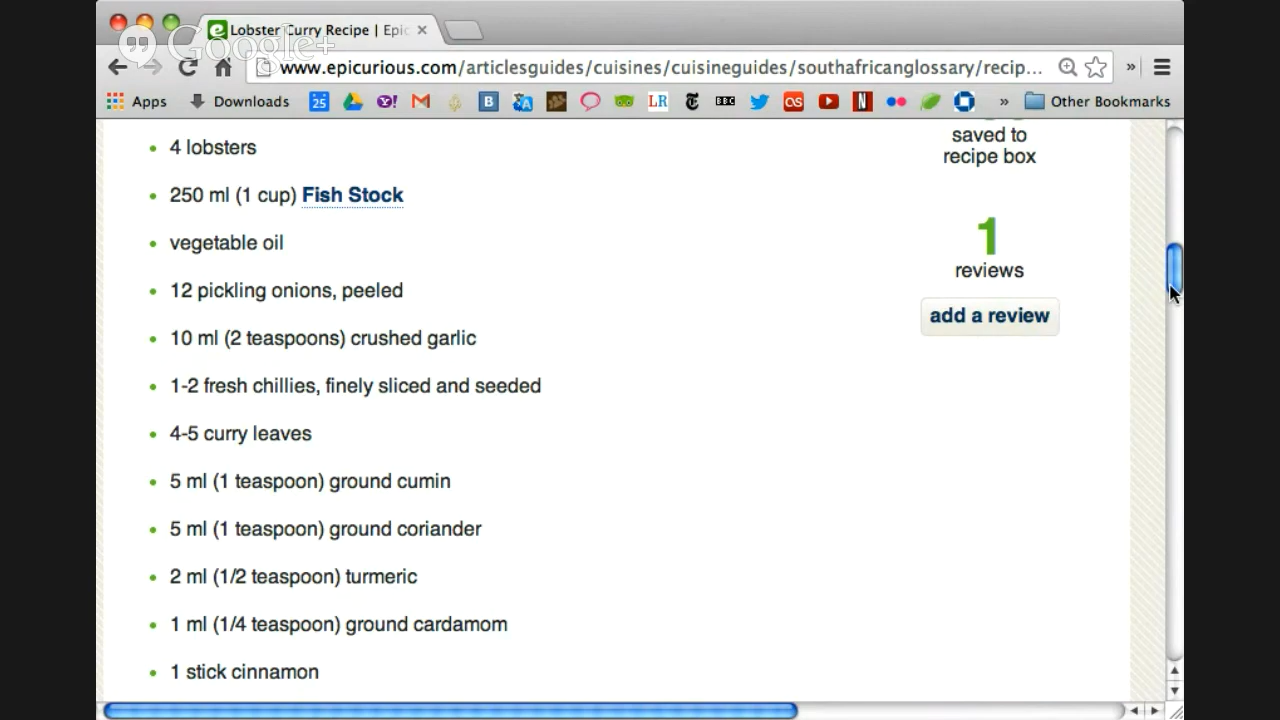 Lobster Curry Recipe | Epic
Google+
www.epicurious.com/articlesguides/cuisines/cuisineguides/southafricanglossary/recip...
Apps
Downloads
25
Y!
B
A
LR
T
BBC
N
» Other Bookmarks
saved to
recipe box
1
reviews
add a review
• 4 lobsters
• 250 ml (1 cup) Fish Stock
• vegetable oil
• 12 pickling onions, peeled
• 10 ml (2 teaspoons) crushed garlic
• 1-2 fresh chillies, finely sliced and seeded
• 4-5 curry leaves
• 5 ml (1 teaspoon) ground cumin
• 5 ml (1 teaspoon) ground coriander
• 2 ml (1/2 teaspoon) turmeric
• 1 ml (1/4 teaspoon) ground cardamom
• 1 stick cinnamon